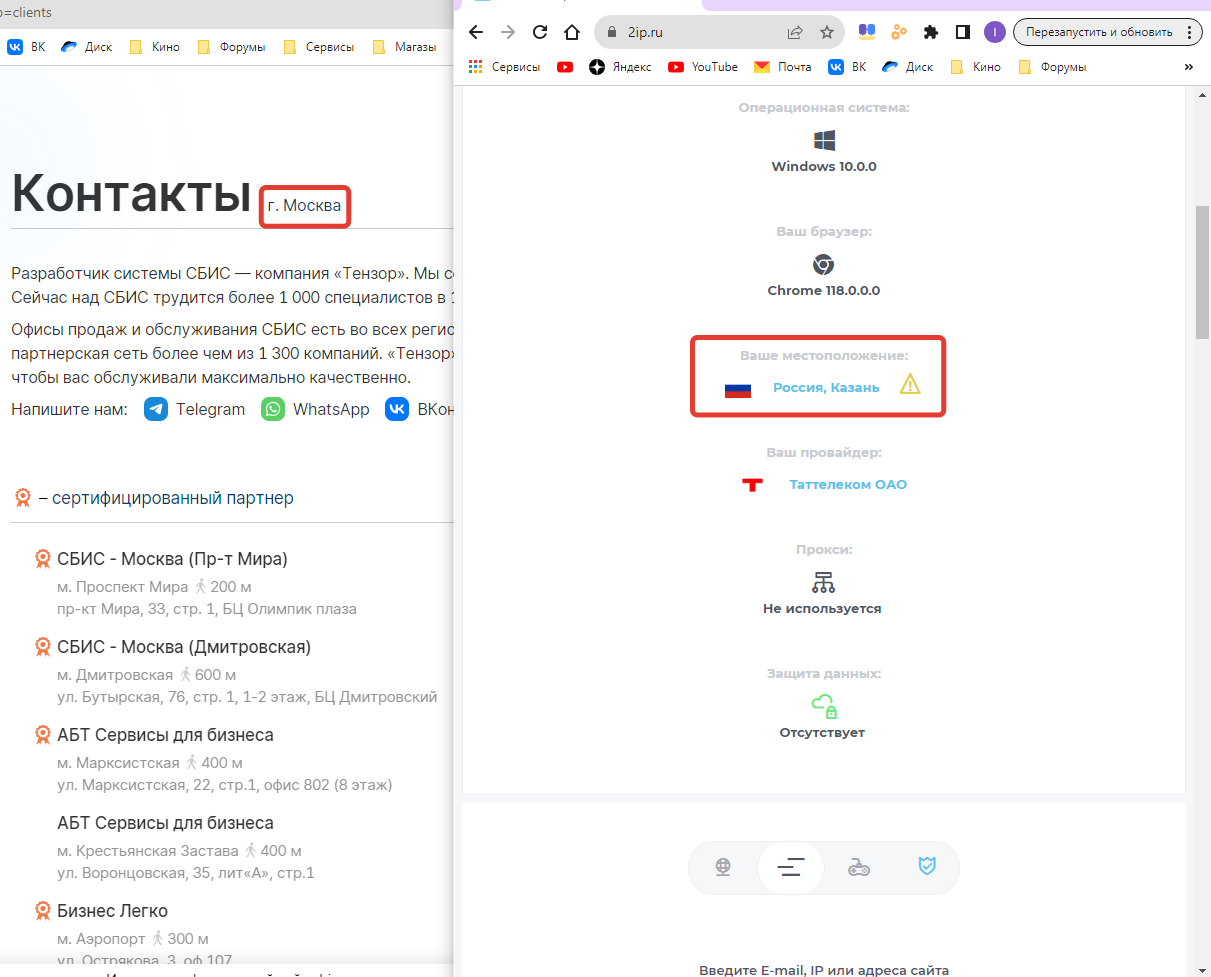 p=clients
ВК Диск Кино Форумы Сервисы Магазы
Контакты г. Москва
Разработчик системы СБИС — компания «Тензор». Мы
Сейчас над СБИС трудится более 1 000 специалистов в
Офисы продаж и обслуживания СБИС есть во всех
партнерская сеть более чем из 1 300 компаний. «Тензор»
чтобы вас обслуживали максимально качественно.
Напишите нам: Telegram WhatsApp ВКон
– сертифицированный партнер
СБИС - Москва (Пр-т Мира)
м. Проспект Мира 200 м
пр-кт Мира, 33, стр. 1, БЦ Олимпик плаза
СБИС - Москва (Дмитровская)
м. Дмитровская 600 м
ул. Бутырская, 76, стр. 1, 1-2 этаж, БЦ Дмитровский
АБТ Сервисы для бизнеса
м. Марксистская 400 м
ул. Марксистская, 22, стр.1, офис 802 (8 этаж)
АБТ Сервисы для бизнеса
м. Крестьянская Застава 400 м
ул. Воронцовская, 35, лит«А», стр.1
Бизнес Легко
м. Аэропорт 300 м
ул. Острякова, 3, оф.107
2ip.ru I Перезапустить и обновить
Сервисы Яндекс YouTube Почта ВК Диск Кино Форумы »
Операционная система:
Windows 10.0.0
Ваш браузер:
Chrome 118.0.0.0
Ваше местоположение:
Россия, Казань
Ваш провайдер:
Таттелеком ОАО
Прокси:
Не используется
Защита данных:
Отсутствует
Введите E-mail, IP или адреса сайта